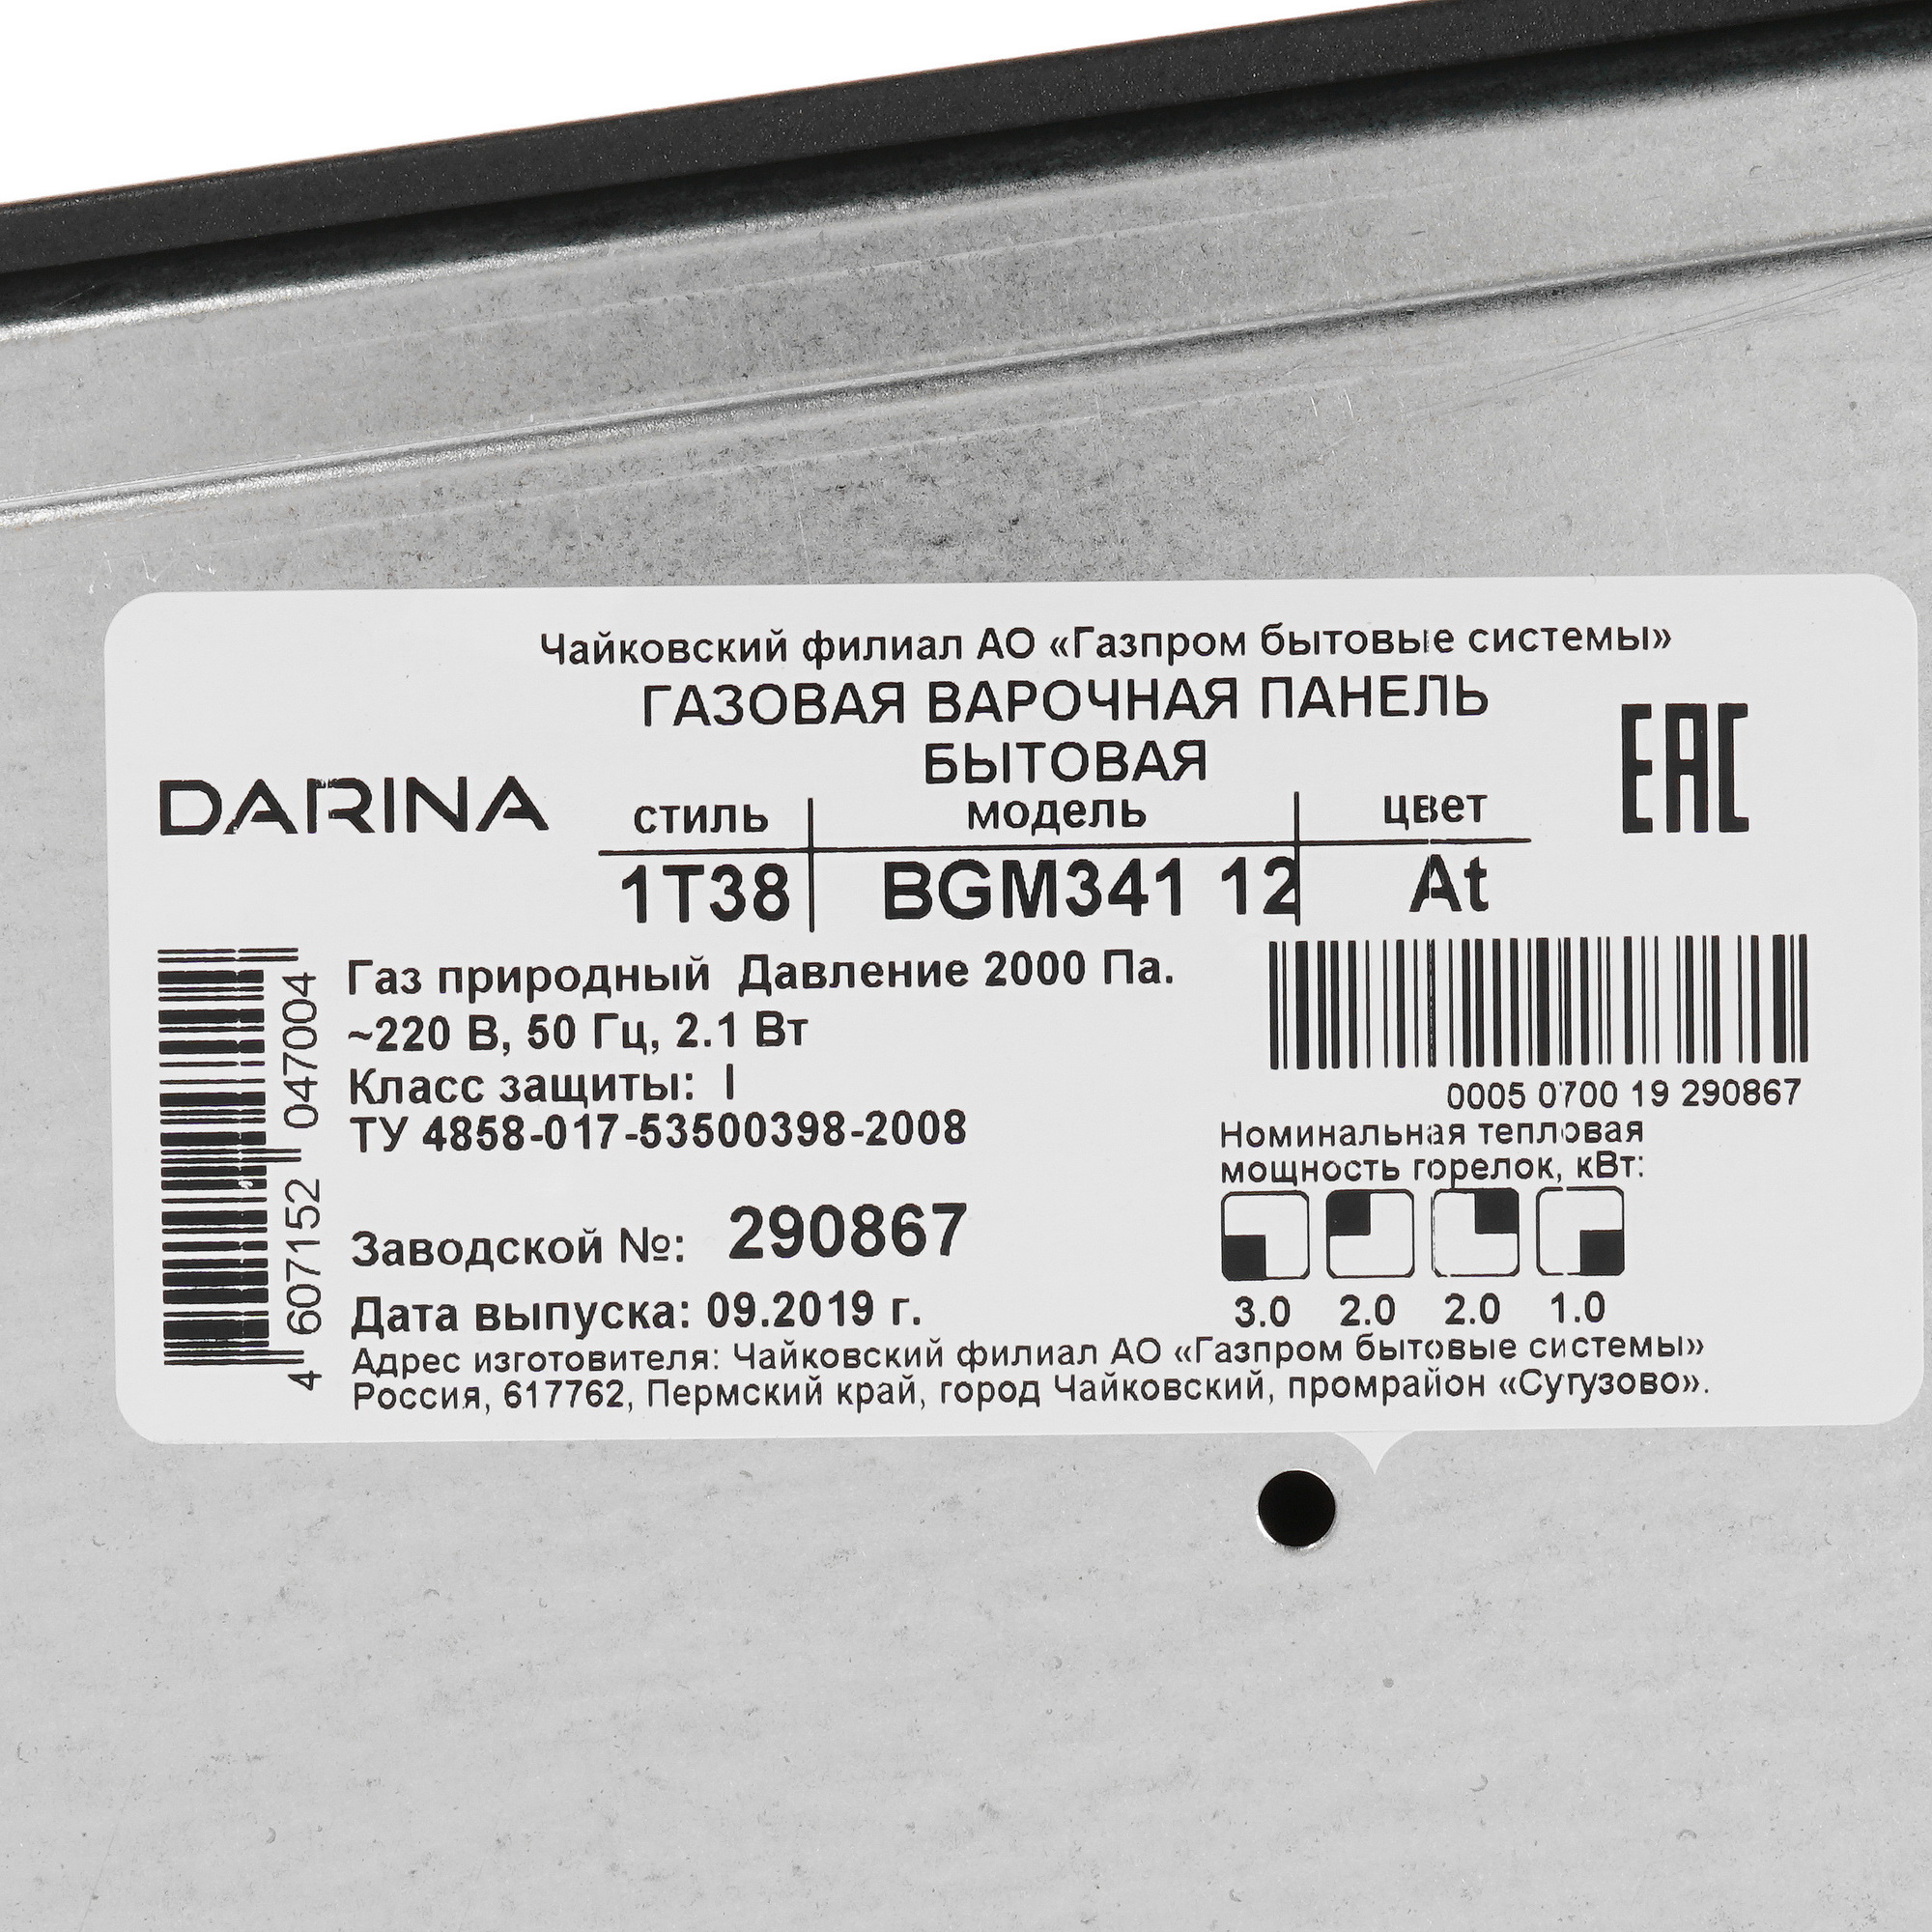 Чайковский филиал АО «Газпром бытовые системы»
ГАЗОВАЯ ВАРОЧНАЯ ПАНЕЛЬ
БЫТОВАЯ
DARINA
EAC
стиль модель цвет
1T38 BGM341 12 At
Газ природный Давление 2000 Па.
~220 В, 50 Гц, 2.1 Вт
Класс защиты: I
ТУ 4858-017-53500398-2008
4 607152 047004
0005 0700 19 290867
Номинальная тепловая
мощность горелок, кВт:
3.0 2.0 2.0 1.0
Заводской №: 290867
Дата выпуска: 09.2019 г.
Адрес изготовителя: Чайковский филиал АО «Газпром бытовые системы»
Россия, 617762, Пермский край, город Чайковский, промрайон «Сутузово».